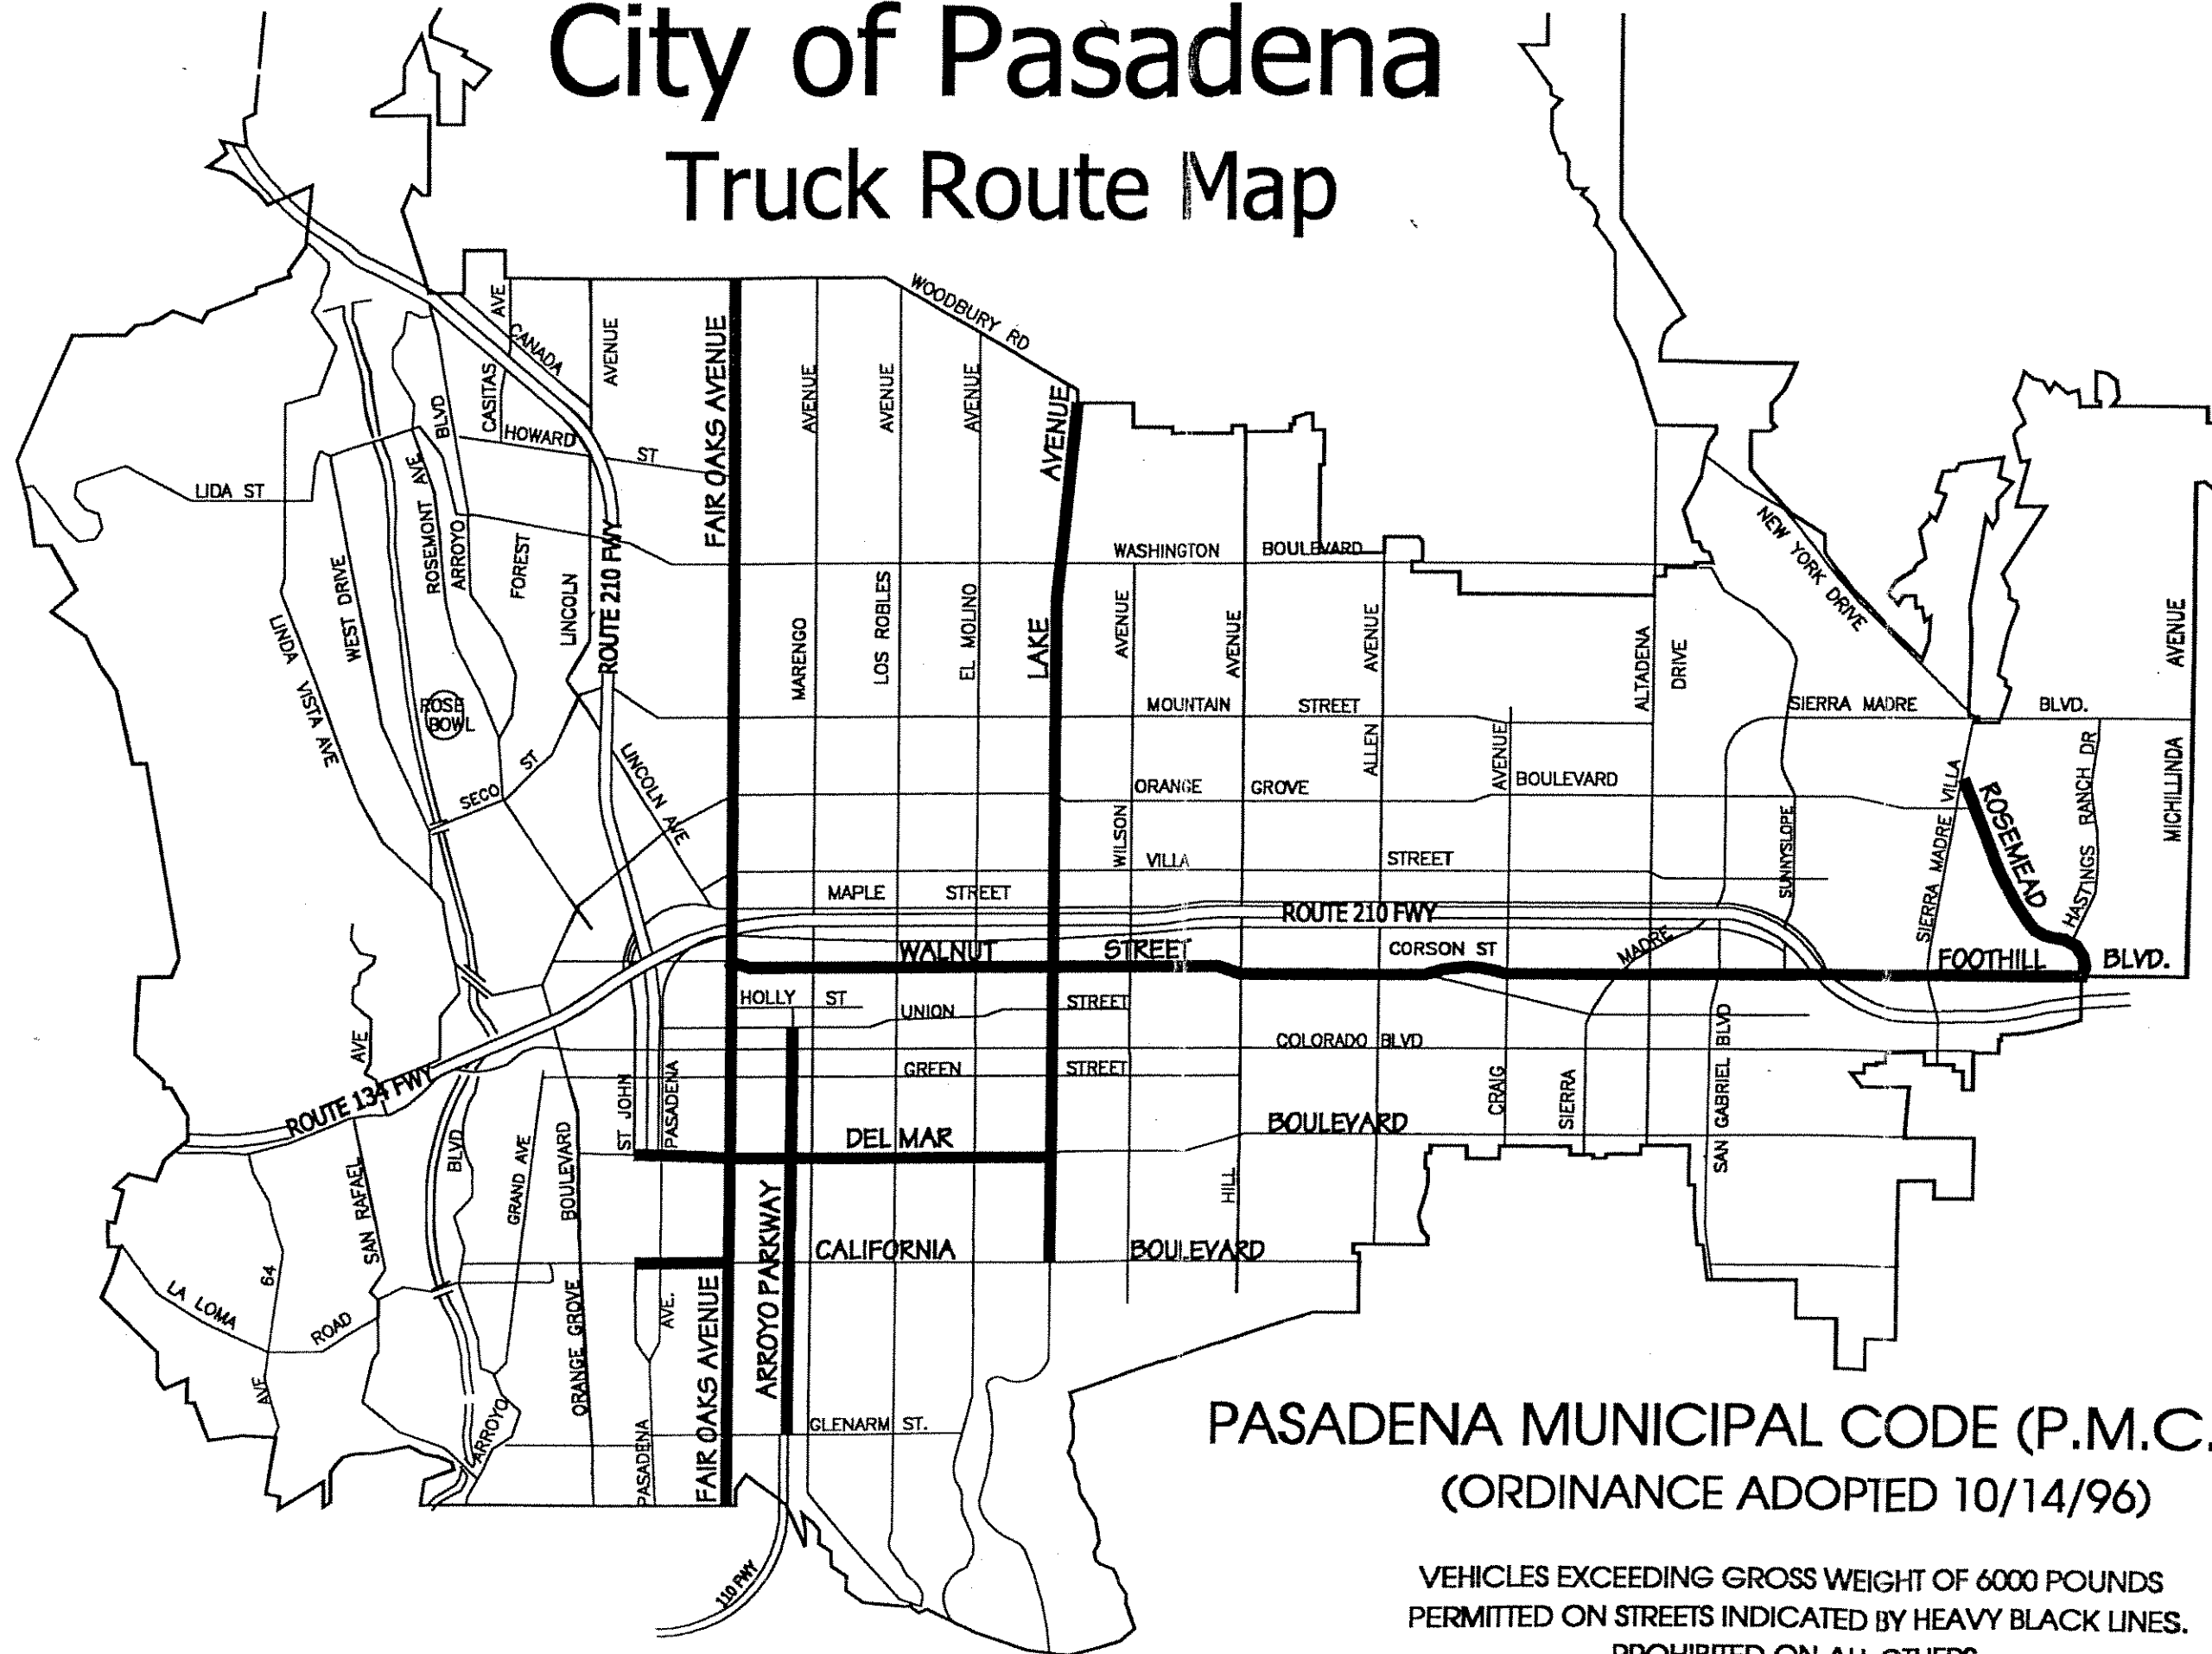 City of Pasadena
Truck Route Map
WOODBURY RD
AVE.
CANADA
AVENUE
FAIR OAKS AVENUE
AVENUE
AVENUE
AVENUE
AVENUE
CASITAS
BLVD
HOWARD
ST
LIDA ST
AVE
ROSEMONT
ARROYO
FOREST
LINCOLN
ROUTE 210 FWY
WASHINGTON
BOULEVARD
NEW YORK DRIVE
WEST DRIVE
LINDA
VISTA AVE
MARENGO
LOS ROBLES
EL MOLINO
LAKE
AVENUE
AVENUE
AVENUE
ALTADENA
DRIVE
AVENUE
ROSE
BOWL
MOUNTAIN
STREET
SIERRA MADRE
BLVD.
SECO
ST
LINCOLN
AVE
ORANGE
GROVE
ALLEN
AVENUE
BOULEVARD
SUNNYSLOPE
SIERRA MADRE VILLA
ROSEMEAD
HASTINGS RANCH DR
MICHILLINDA
WILSON
VILLA
STREET
MAPLE
STREET
ROUTE 210 FWY
WALNUT
STREET
CORSON ST
MADRE
FOOTHILL
BLVD.
HOLLY
ST
UNION
STREET
COLORADO BLVD
GREEN
STREET
AVE
ROUTE 134 FWY
ST JOHN
PASADENA
CRAIG
SIERRA
SAN GABRIEL BLVD
DEL MAR
BOULEVARD
SAN RAFAEL
BLVD
GRAND AVE
BOULEVARD
HILL
ARROYO PARKWAY
CALIFORNIA
BOULEVARD
LA LOMA
ROAD
64
AVE
ORANGE GROVE
AVE.
FAIR OAKS AVENUE
ARROYO
PASADENA
GLENARM ST.
110 FWY
PASADENA MUNICIPAL CODE (P.M.C.
(ORDINANCE ADOPTED 10/14/96)
VEHICLES EXCEEDING GROSS WEIGHT OF 6000 POUNDS
PERMITTED ON STREETS INDICATED BY HEAVY BLACK LINES.
PROHIBITED ON ALL OTHERS